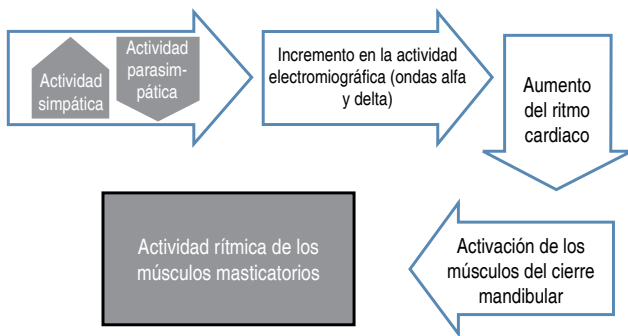 Actividad
simpática
Actividad
parasim-
pática
Incremento en la actividad
electromiográfica (ondas alfa
y delta)
Aumento
del ritmo
cardiaco
Activación de los
músculos del cierre
mandibular
Actividad rítmica de los
músculos masticatorios